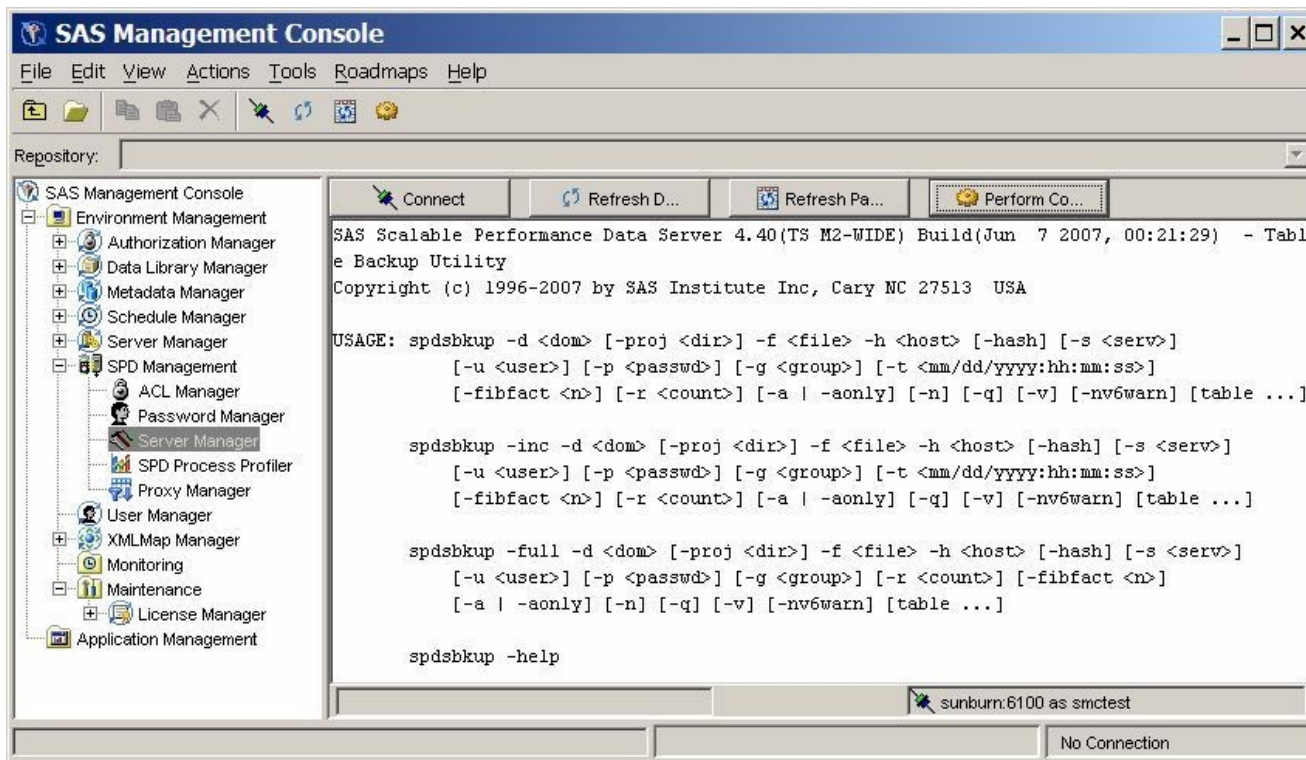 SAS Management Console
File Edit View Actions Tools Roadmaps Help
Repository:
SAS Management Console
Environment Management
Authorization Manager
Data Library Manager
Metadata Manager
Schedule Manager
Server Manager
SPD Management
ACL Manager
Password Manager
Server Manager
SPD Process Profiler
Proxy Manager
User Manager
XMLMap Manager
Monitoring
Maintenance
License Manager
Application Management
Connect Refresh D... Refresh Pa... Perform Co...
SAS Scalable Performance Data Server 4.40(TS M2-WIDE) Build(Jun  7 2007, 00:21:29)  - Tabl
e Backup Utility
Copyright (c) 1996-2007 by SAS Institute Inc, Cary NC 27513  USA
USAGE: spdsbkup -d <dom> [-proj <dir>] -f <file> -h <host> [-hash] [-s <serv>]
[-u <user>] [-p <passwd>] [-g <group>] [-t <mm/dd/yyyy:hh:mm:ss>]
[-fibfact <n>] [-r <count>] [-a | -aonly] [-n] [-q] [-v] [-nv6warn] [table ...]
spdsbkup -inc -d <dom> [-proj <dir>] -f <file> -h <host> [-hash] [-s <serv>]
[-u <user>] [-p <passwd>] [-g <group>] [-t <mm/dd/yyyy:hh:mm:ss>]
[-fibfact <n>] [-r <count>] [-a | -aonly] [-q] [-v] [-nv6warn] [table ...]
spdsbkup -full -d <dom> [-proj <dir>] -f <file> -h <host> [-hash] [-s <serv>]
[-u <user>] [-p <passwd>] [-g <group>] [-r <count>] [-fibfact <n>]
[-a | -aonly] [-n] [-q] [-v] [-nv6warn] [table ...]
spdsbkup -help
sunburn:6100 as smctest
No Connection